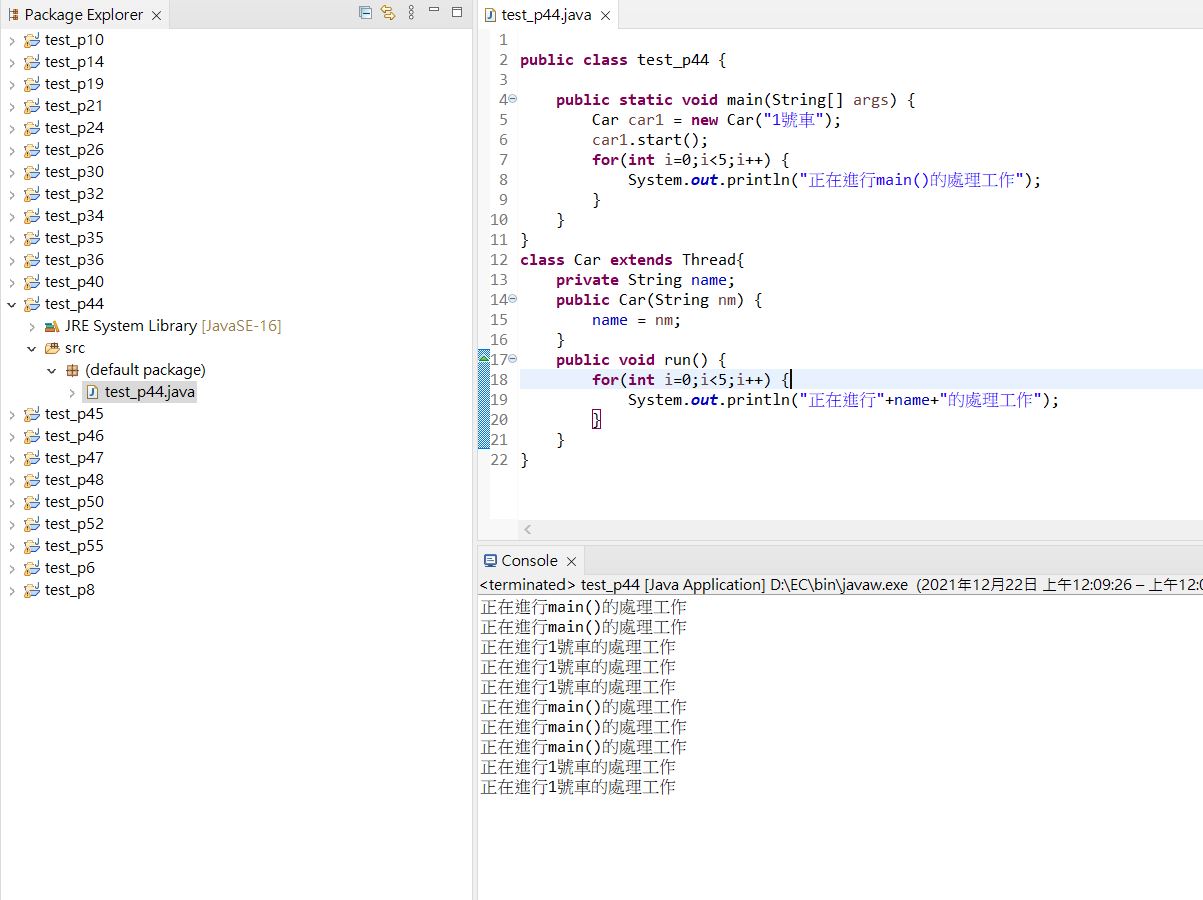 Package Explorer
test_p10
test_p14
test_p19
test_p21
test_p24
test_p26
test_p30
test_p32
test_p34
test_p35
test_p36
test_p40
test_p44
JRE System Library [JavaSE-16]
src
(default package)
test_p44.java
test_p45
test_p46
test_p47
test_p48
test_p50
test_p52
test_p55
test_p6
test_p8
test_p44.java
1
2 public class test_p44 {
3
4     public static void main(String[] args) {
5         Car car1 = new Car("1號車");
6         car1.start();
7         for(int i=0;i<5;i++) {
8             System.out.println("正在進行main()的處理工作");
9         }
10     }
11 }
12 class Car extends Thread{
13     private String name;
14     public Car(String nm) {
15         name = nm;
16     }
17     public void run() {
18         for(int i=0;i<5;i++) {
19             System.out.println("正在進行"+name+"的處理工作");
20         }
21     }
22 }
Console
<terminated> test_p44 [Java Application] D:\EC\bin\javaw.exe (2021年12月22日 上午12:09:26 – 上午12:0
正在進行main()的處理工作
正在進行main()的處理工作
正在進行1號車的處理工作
正在進行1號車的處理工作
正在進行1號車的處理工作
正在進行main()的處理工作
正在進行main()的處理工作
正在進行main()的處理工作
正在進行1號車的處理工作
正在進行1號車的處理工作